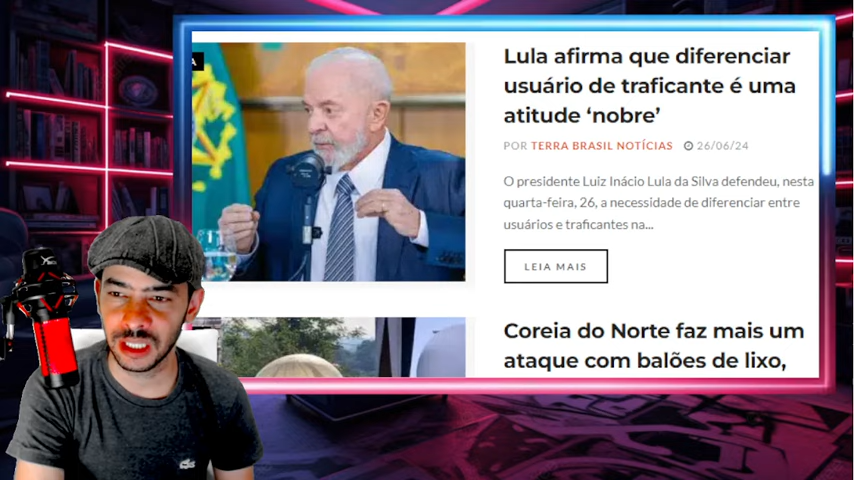 Lula afirma que diferenciar
usuário de traficante é uma
atitude ‘nobre’
POR TERRA BRASIL NOTÍCIAS 26/06/24
O presidente Luiz Inácio Lula da Silva defendeu, nesta
quarta-feira, 26, a necessidade de diferenciar entre
usuários e traficantes na...
LEIA MAIS
Coreia do Norte faz mais um
ataque com balões de lixo,